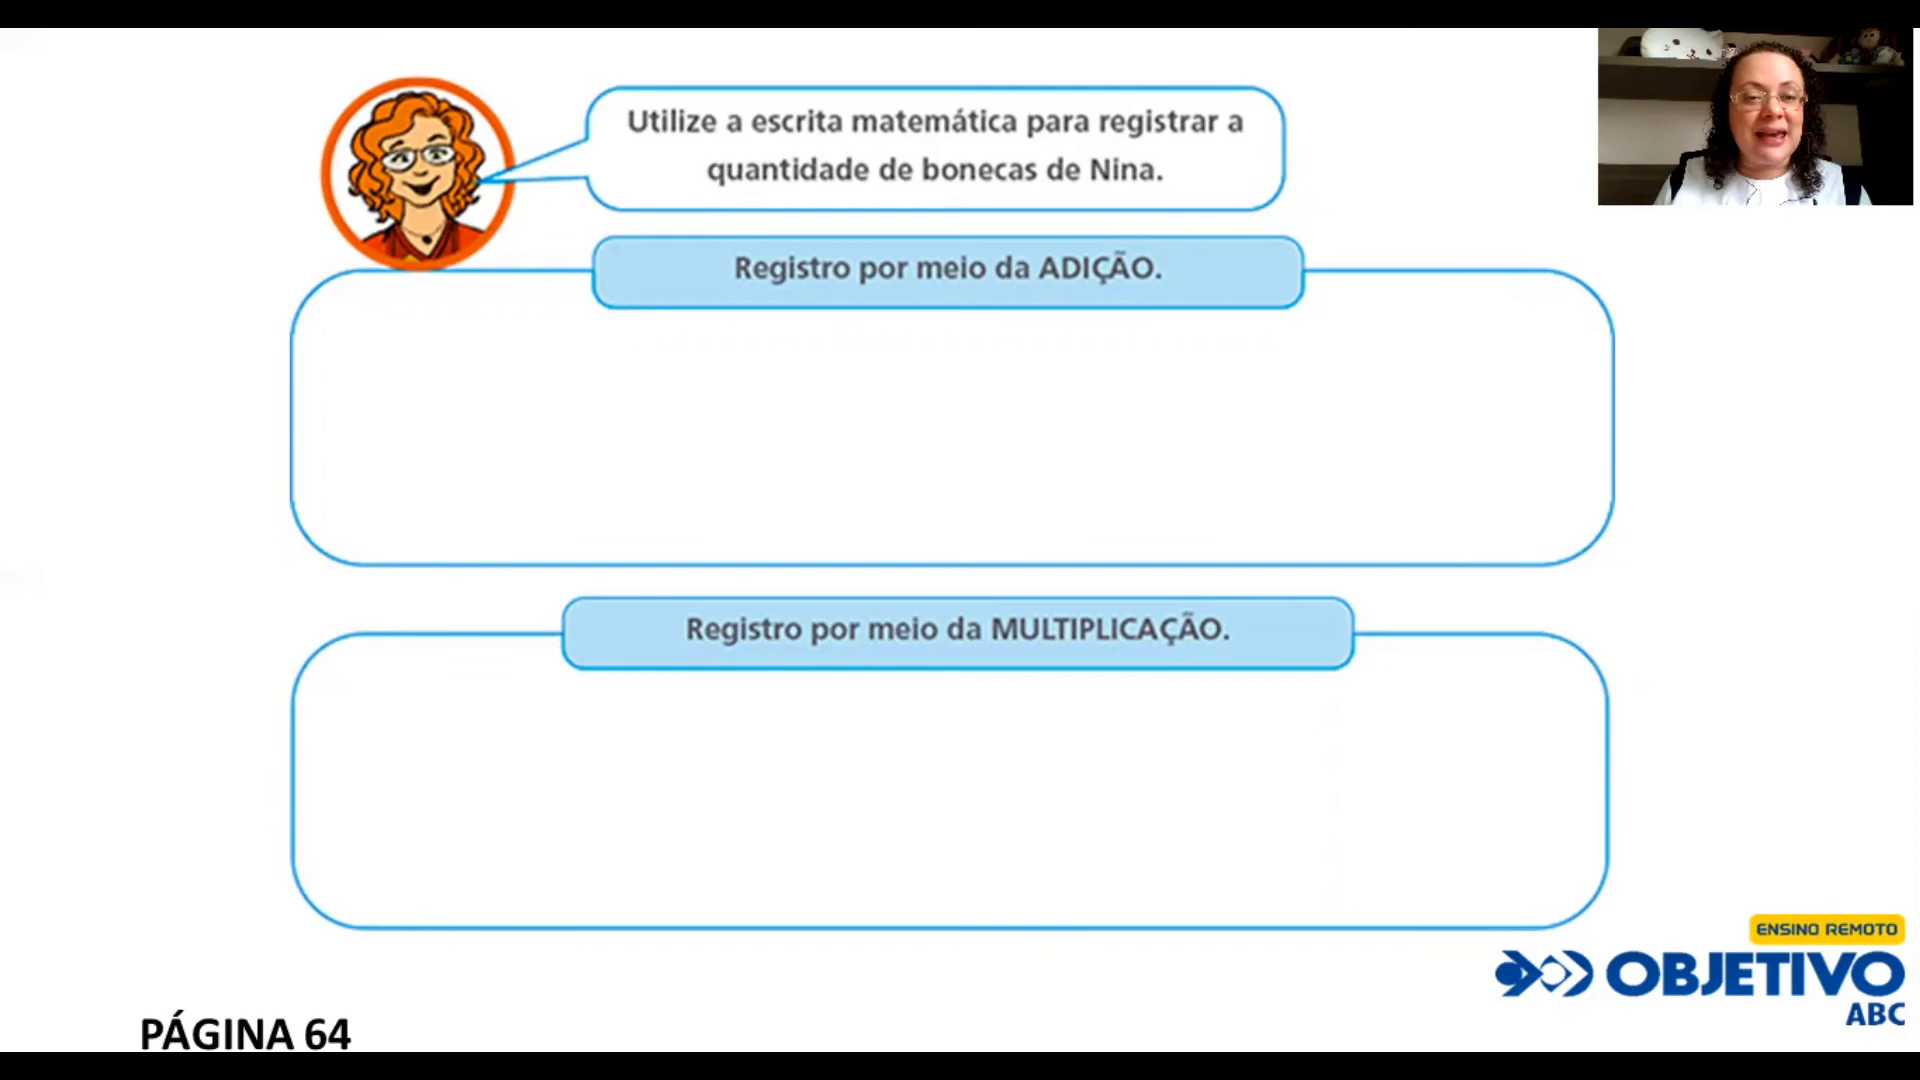 Utilize a escrita matemática para registrar a
quantidade de bonecas de Nina.
Registro por meio da ADIÇÃO.
Registro por meio da MULTIPLICAÇÃO.
ENSINO REMOTO
OBJETIVO
ABC
PÁGINA 64